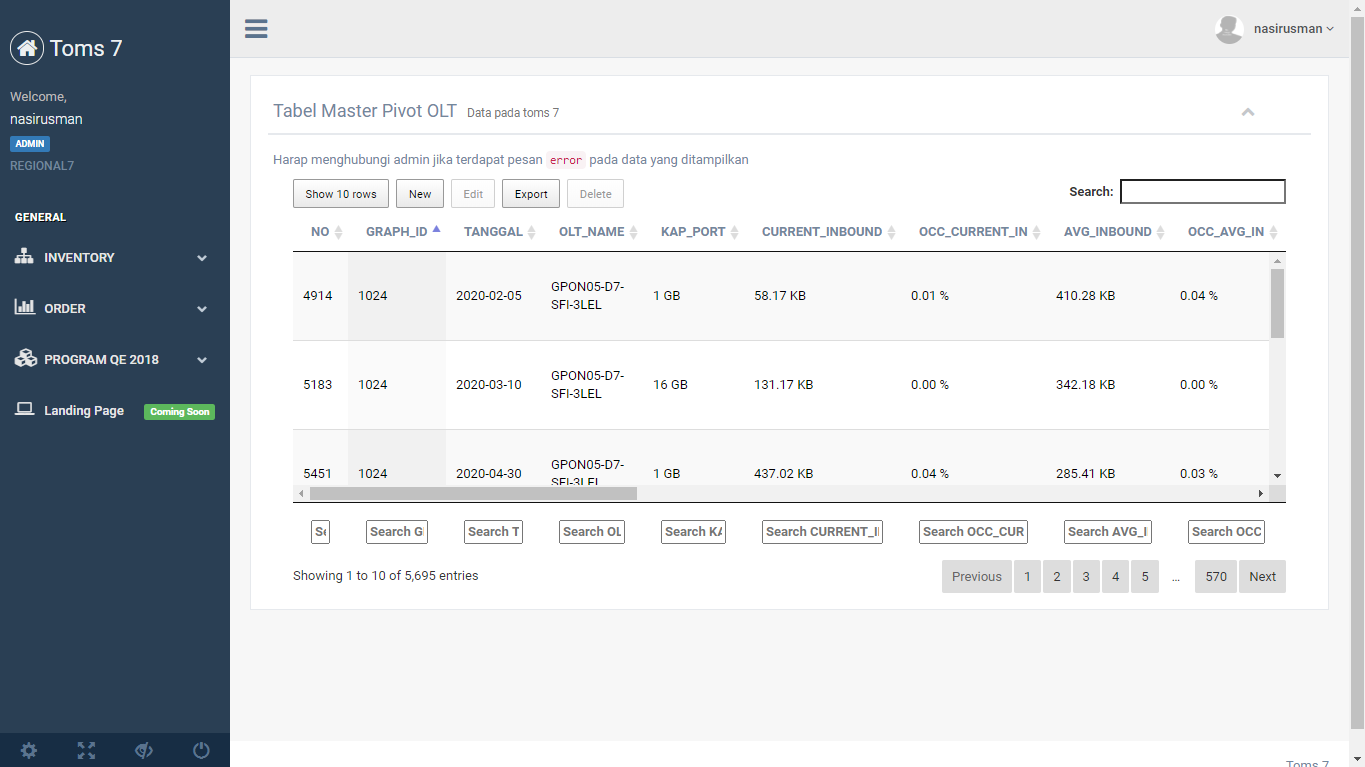 Toms 7
nasirusman
Welcome,
nasirusman
ADMIN
REGIONAL7
GENERAL
INVENTORY
ORDER
PROGRAM QE 2018
Landing Page Coming Soon
Tabel Master Pivot OLT Data pada toms 7
Harap menghubungi admin jika terdapat pesan error pada data yang ditampilkan
Show 10 rows New Edit Export Delete Search:
NO GRAPH_ID TANGGAL OLT_NAME KAP_PORT CURRENT_INBOUND OCC_CURRENT_IN AVG_INBOUND OCC_AVG_IN
4914 1024 2020-02-05 GPON05-D7-SFI-3LEL 1 GB 58.17 KB 0.01 % 410.28 KB 0.04 %
5183 1024 2020-03-10 GPON05-D7-SFI-3LEL 16 GB 131.17 KB 0.00 % 342.18 KB 0.00 %
5451 1024 2020-04-30 GPON05-D7-SFI-3LEL 1 GB 437.02 KB 0.04 % 285.41 KB 0.03 %
Se Search GI Search T Search OL Search KA Search CURRENT_II Search OCC_CUR Search AVG_I Search OCC
Showing 1 to 10 of 5,695 entries
Previous 1 2 3 4 5 … 570 Next
Toms 7